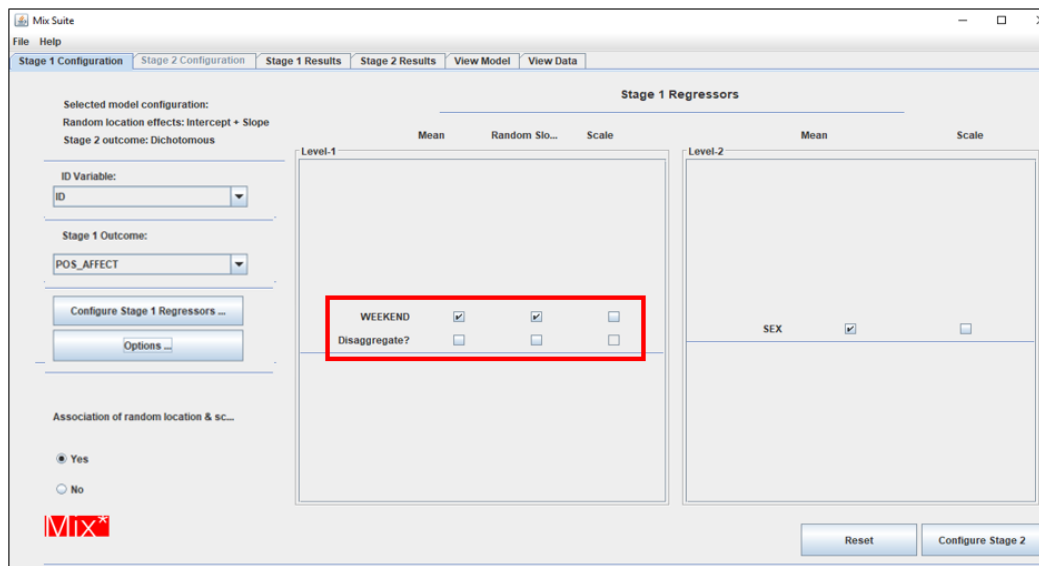 Mix Suite
File Help
Stage 1 Configuration Stage 2 Configuration Stage 1 Results Stage 2 Results View Model View Data
Selected model configuration:
Random location effects: Intercept + Slope
Stage 2 outcome: Dichotomous
ID Variable:
ID
Stage 1 Outcome:
POS_AFFECT
Configure Stage 1 Regressors ...
Options ...
Association of random location & sc...
Yes
No
Mix*
Stage 1 Regressors
Mean Random Slo... Scale
Level-1
WEEKEND
Disaggregate?
Mean Scale
Level-2
SEX
Reset Configure Stage 2